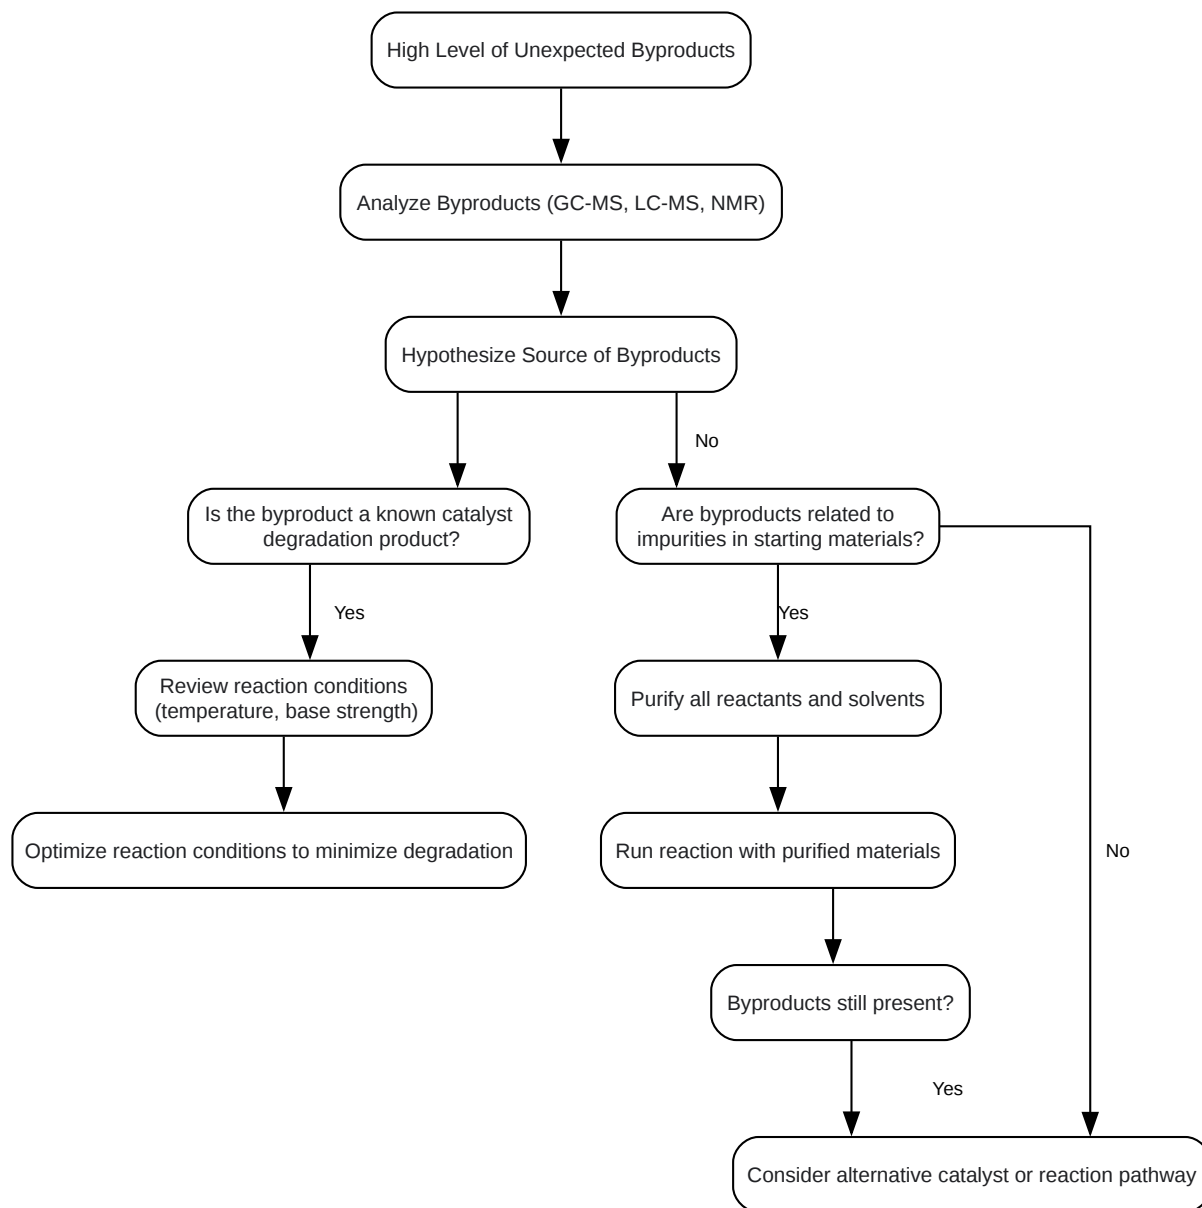 High Level of Unexpected Byproducts
Analyze Byproducts (GC-MS, LC-MS, NMR)
Hypothesize Source of Byproducts
No
Is the byproduct a known catalyst
degradation product?
Are byproducts related to
impurities in starting materials?
Yes
Yes
Review reaction conditions
(temperature, base strength)
Purify all reactants and solvents
Optimize reaction conditions to minimize degradation
Run reaction with purified materials
No
Byproducts still present?
Yes
Consider alternative catalyst or reaction pathway